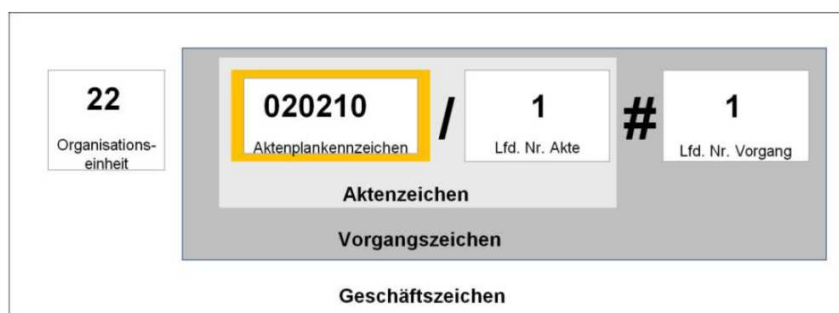 22
Organisations-
einheit
020210
Aktenplankennzeichen
/
1
Lfd. Nr. Akte
#
1
Lfd. Nr. Vorgang
Aktenzeichen
Vorgangszeichen
Geschäftszeichen